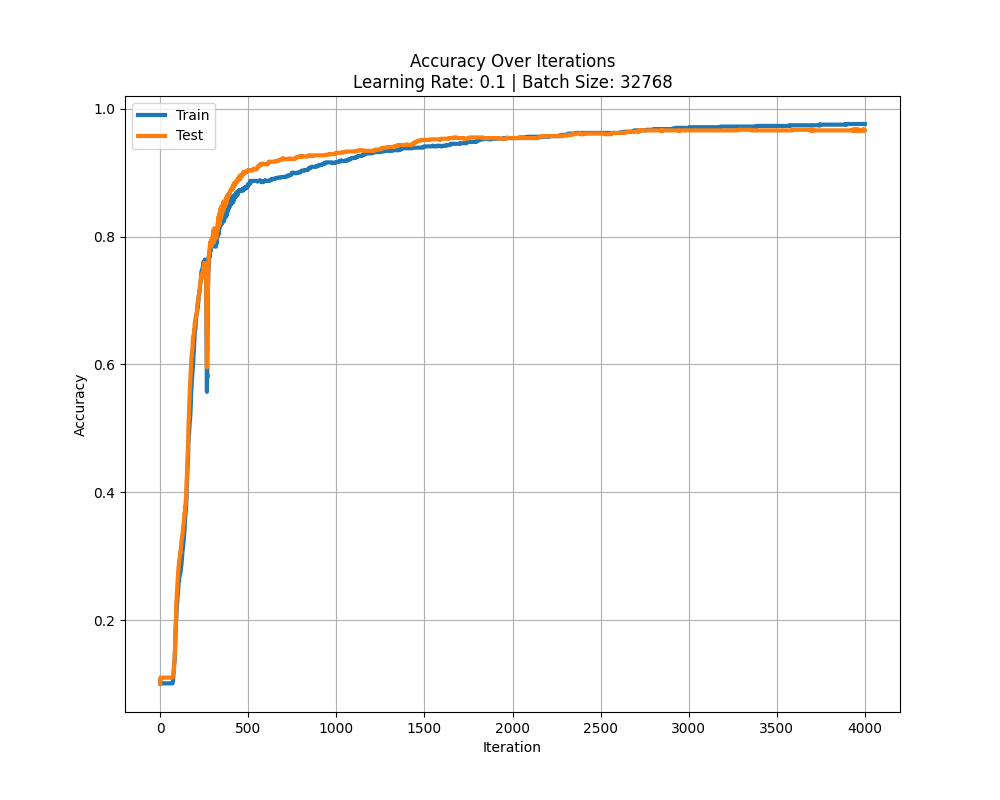 Accuracy Over Iterations
Learning Rate: 0.1 | Batch Size: 32768
Train
Test
1.0
0.8
0.6
0.4
0.2
Accuracy
0 500 1000 1500 2000 2500 3000 3500 4000
Iteration